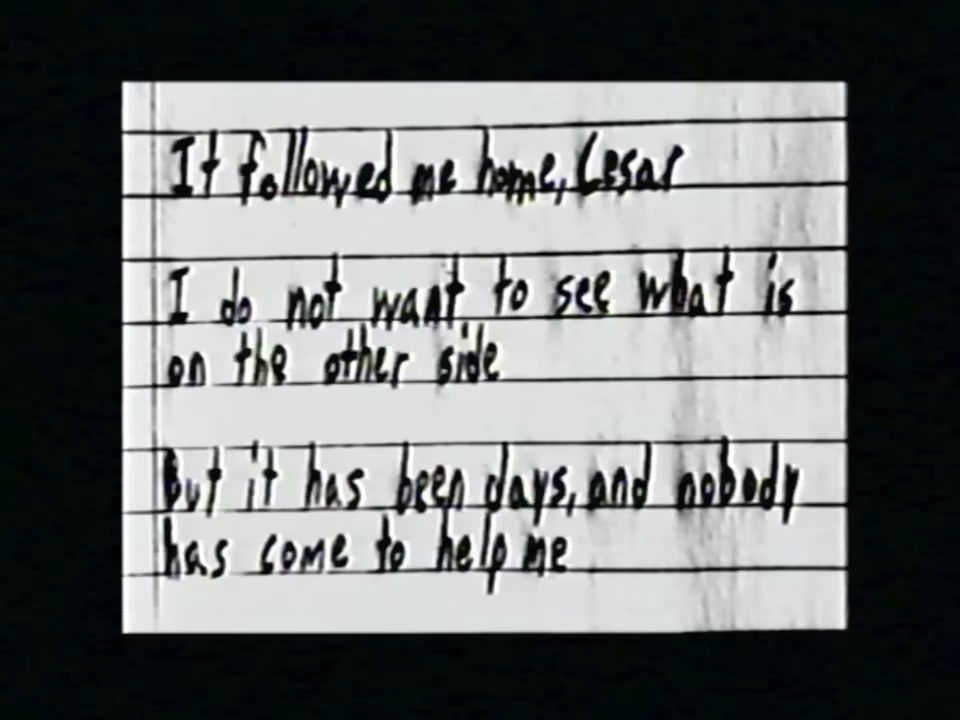 It followed me home, Cesar
I do not want to see what is
on the other side
But it has been days, and nobody
has come to help me